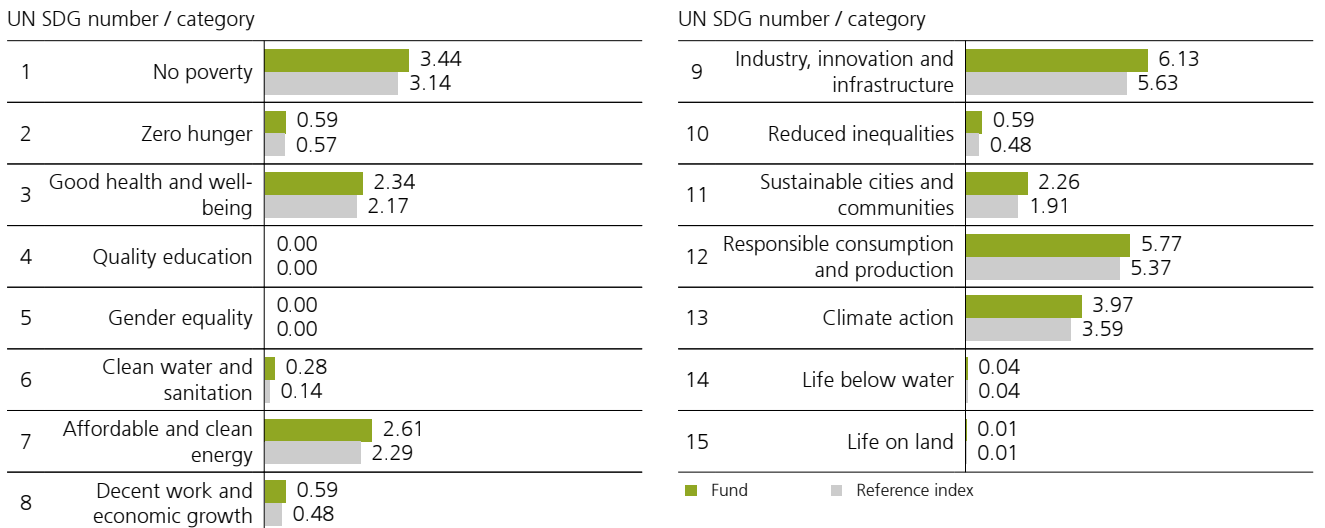 UN SDG number / category
1
No poverty
3.44
3.14
2
Zero hunger
0.59
0.57
3
Good health and well-
being
2.34
2.17
4
Quality education
0.00
0.00
5
Gender equality
0.00
0.00
6
Clean water and
sanitation
0.28
0.14
7
Affordable and clean
energy
2.61
2.29
8
Decent work and
economic growth
0.59
0.48
UN SDG number / category
9
Industry, innovation and
infrastructure
6.13
5.63
10
Reduced inequalities
0.59
0.48
11
Sustainable cities and
communities
2.26
1.91
12
Responsible consumption
and production
5.77
5.37
13
Climate action
3.97
3.59
14
Life below water
0.04
0.04
15
Life on land
0.01
0.01
Fund
Reference index